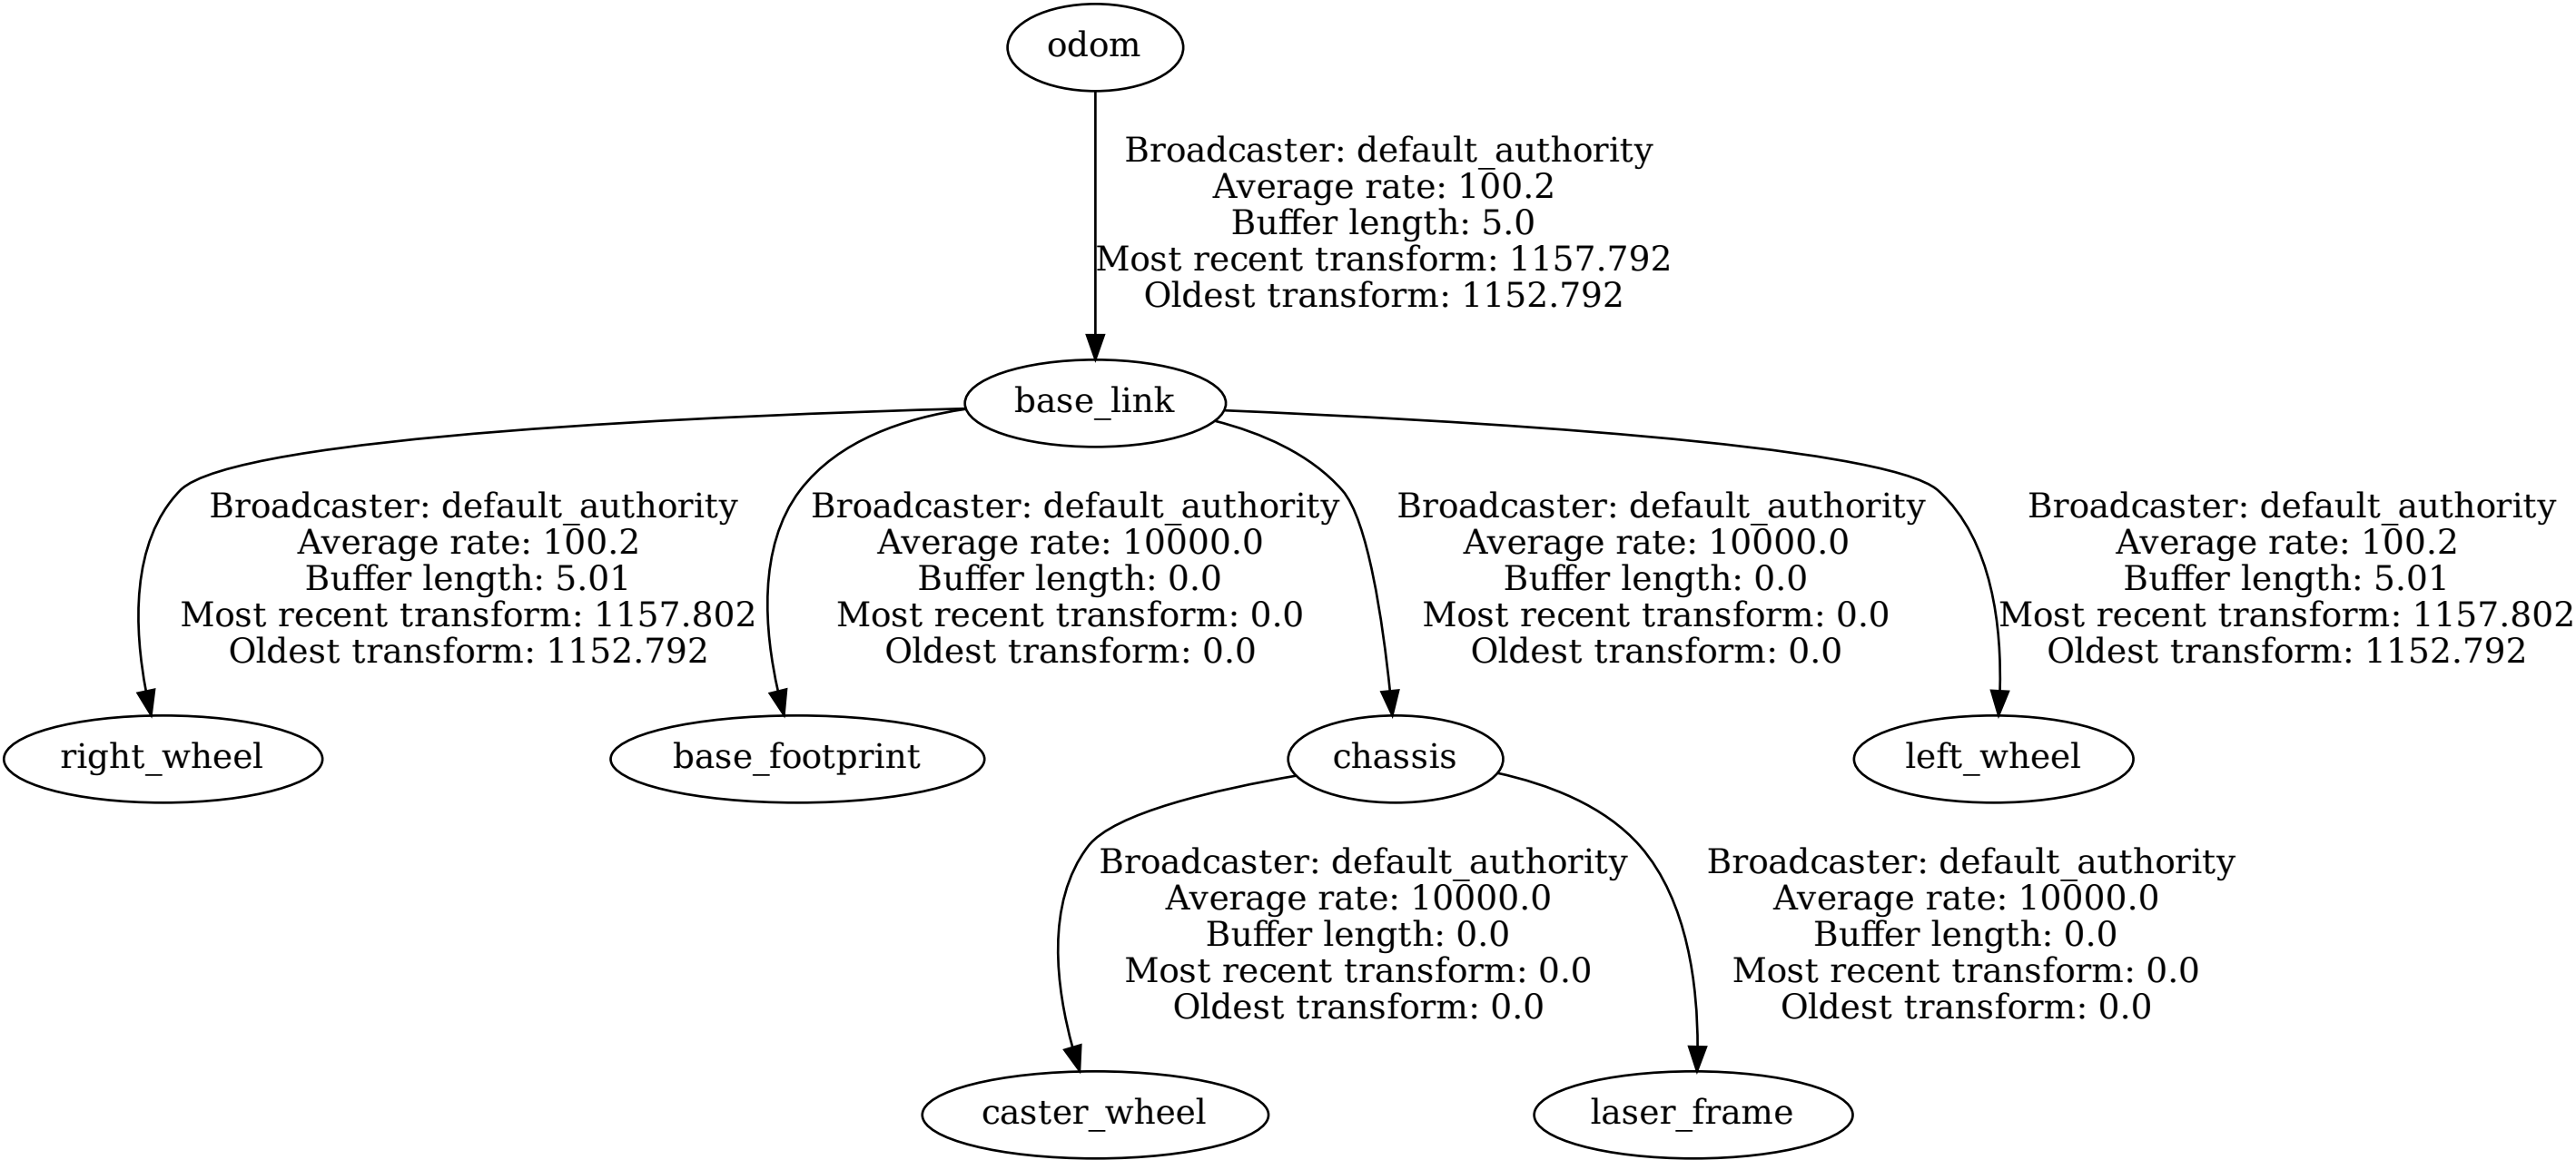 odom
Broadcaster: default_authority
Average rate: 100.2
Buffer length: 5.0
Most recent transform: 1157.792
Oldest transform: 1152.792
base_link
Broadcaster: default_authority
Average rate: 100.2
Buffer length: 5.01
Most recent transform: 1157.802
Oldest transform: 1152.792
Broadcaster: default_authority
Average rate: 10000.0
Buffer length: 0.0
Most recent transform: 0.0
Oldest transform: 0.0
Broadcaster: default_authority
Average rate: 10000.0
Buffer length: 0.0
Most recent transform: 0.0
Oldest transform: 0.0
Broadcaster: default_authority
Average rate: 100.2
Buffer length: 5.01
Most recent transform: 1157.802
Oldest transform: 1152.792
right_wheel
base_footprint
chassis
left_wheel
Broadcaster: default_authority
Average rate: 10000.0
Buffer length: 0.0
Most recent transform: 0.0
Oldest transform: 0.0
Broadcaster: default_authority
Average rate: 10000.0
Buffer length: 0.0
Most recent transform: 0.0
Oldest transform: 0.0
caster_wheel
laser_frame